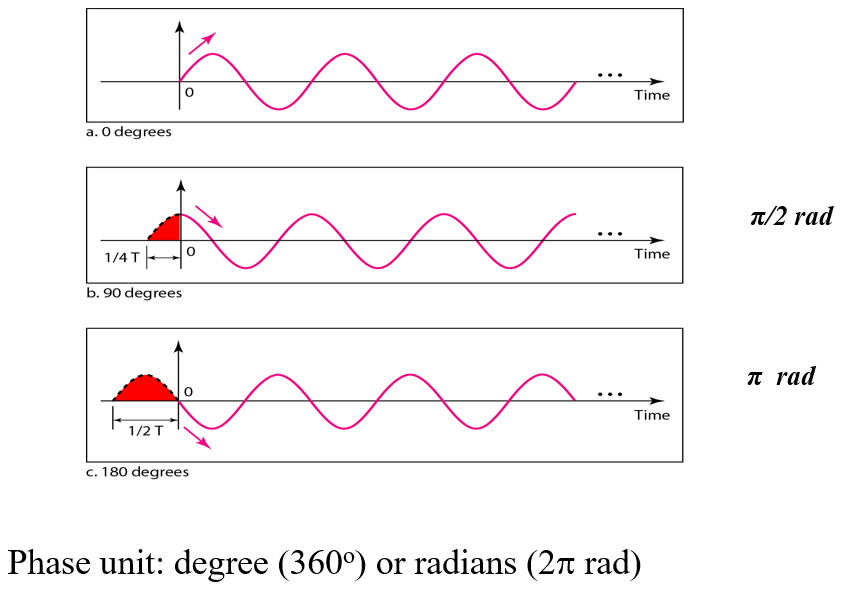 0
...
Time
a. 0 degrees
π/2 rad
0
...
1/4 T
Time
b. 90 degrees
π rad
0
...
Time
1/2 T
c. 180 degrees
Phase unit: degree (360º) or radians (2π rad)